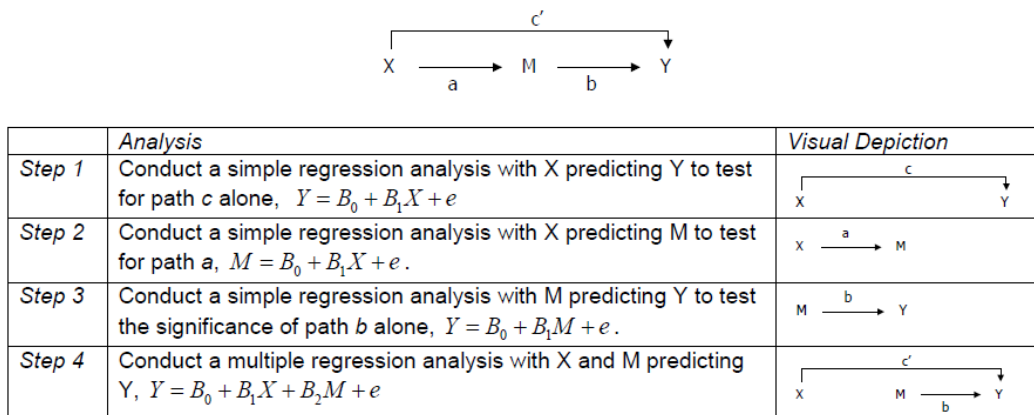 c′
X M Y
a b
Analysis Visual Depiction
Step 1 Conduct a simple regression analysis with X predicting Y to test
for path c alone, Y = B₀ + B₁X + e
c
X Y
Step 2 Conduct a simple regression analysis with X predicting M to test
for path a, M = B₀ + B₁X + e .
a
X M
Step 3 Conduct a simple regression analysis with M predicting Y to test
the significance of path b alone, Y = B₀ + B₁M + e .
b
M Y
Step 4 Conduct a multiple regression analysis with X and M predicting
Y, Y = B₀ + B₁X + B₂M + e
c′
X M Y
b